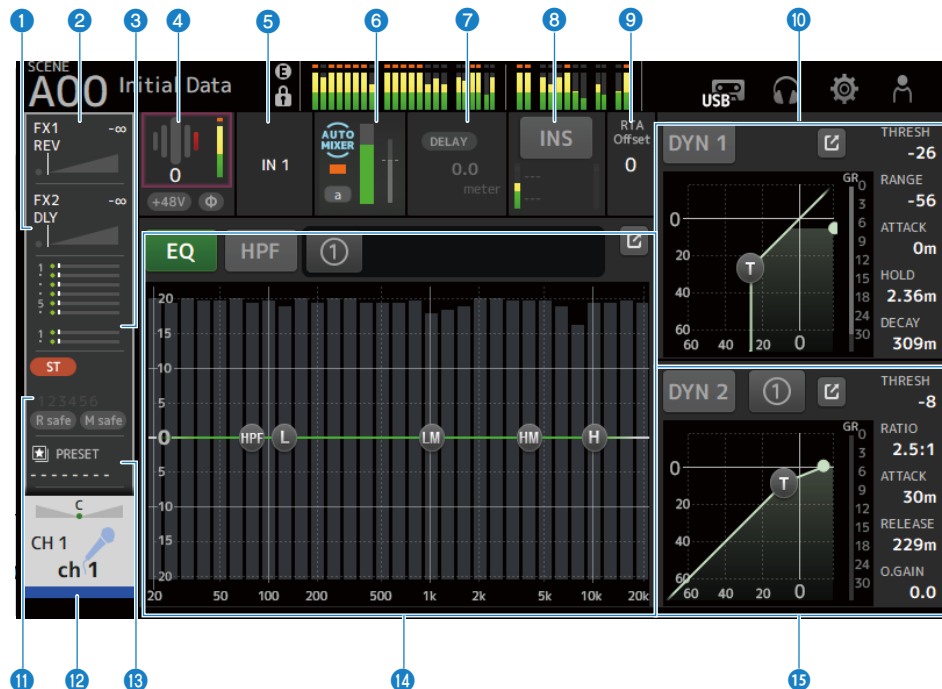 1 2 3 4 5 6 7 8 9 10
SCENE
A00 Initial Data
E
USB
FX1 -∞
REV
FX2 -∞
DLY
1
5
1
ST
123456
R safe M safe
PRESET
--------
C
CH 1
ch 1
0
+48V Φ
IN 1
AUTO
MIXER
a
DELAY
0.0
meter
INS
---
---
RTA
Offset
0
EQ HPF 1
20
15
10
5
0
5
10
15
20
HPF L LM HM H
20 50 100 200 500 1k 2k 5k 10k 20k
DYN 1
GR
0
3
6
9
12
15
18
24
30
0
20
40
60
60 40 20 0
T
THRESH
-26
RANGE
-56
ATTACK
0m
HOLD
2.36m
DECAY
309m
DYN 2 1
GR
0
3
6
9
12
15
18
24
30
0
20
40
60
60 40 20 0
T
THRESH
-8
RATIO
2.5:1
ATTACK
30m
RELEASE
229m
O.GAIN
0.0
11 12 13 14 15